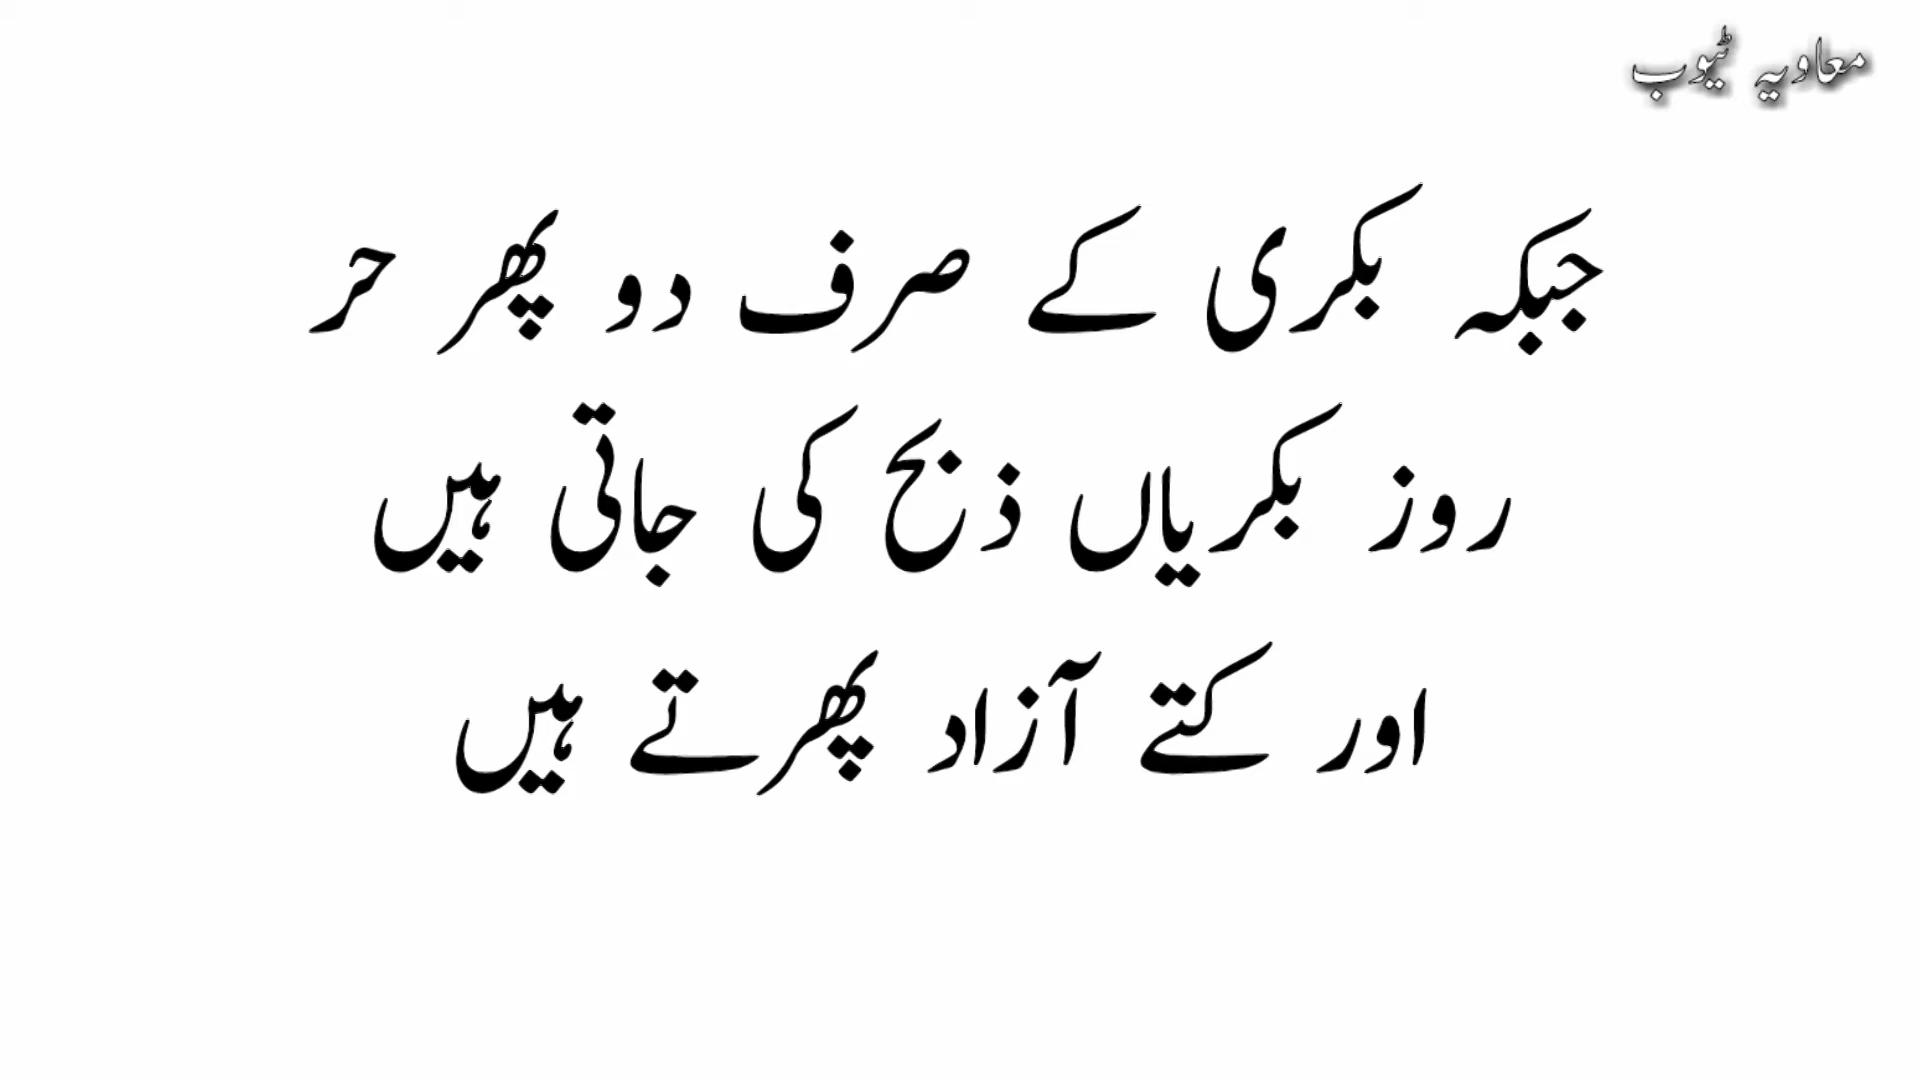 معاویہ ٹیوب
جبکہ بکری کے صرف دو پھر حر
روز بکریاں ذبح کی جاتی ہیں
اور کتے آزاد پھرتے ہیں